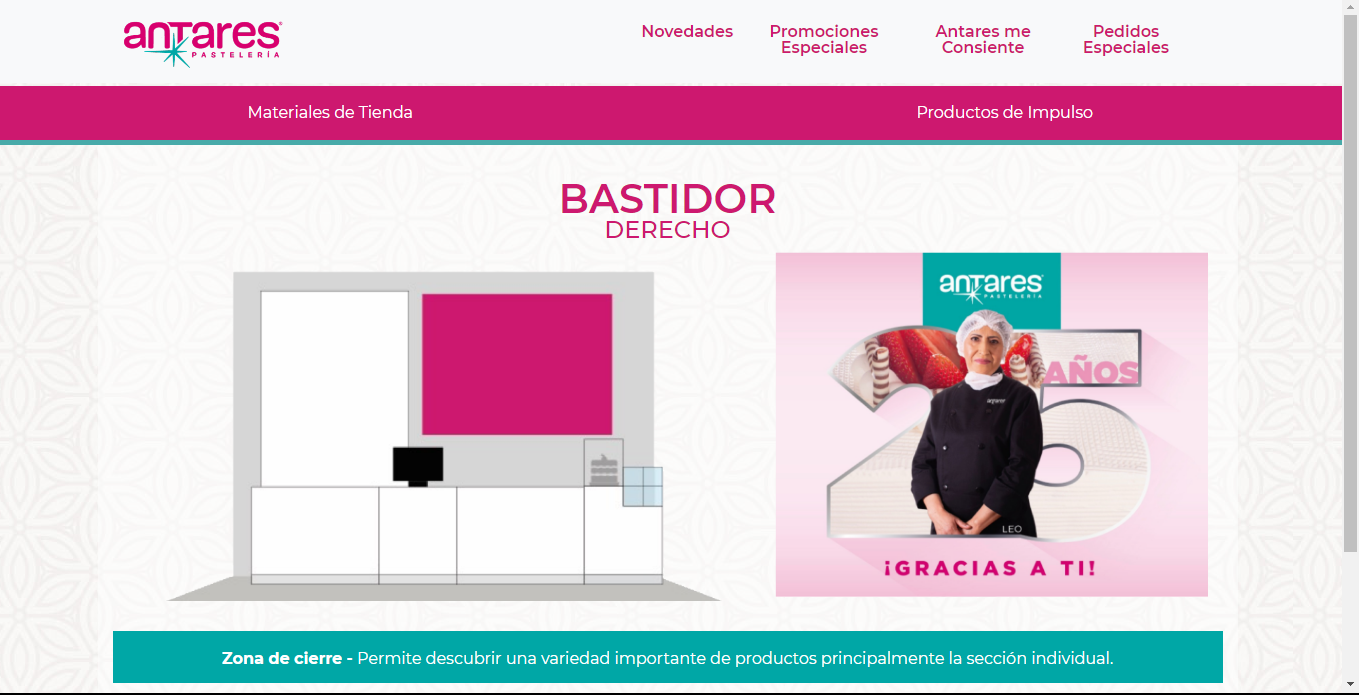 antares
PASTELERÍA
Novedades
Promociones
Especiales
Antares me
Consiente
Pedidos
Especiales
Materiales de Tienda
Productos de Impulso
BASTIDOR
DERECHO
antares
PASTELERÍA
25 AÑOS
antares
LEO
¡GRACIAS A TI!
Zona de cierre - Permite descubrir una variedad importante de productos principalmente la sección individual.